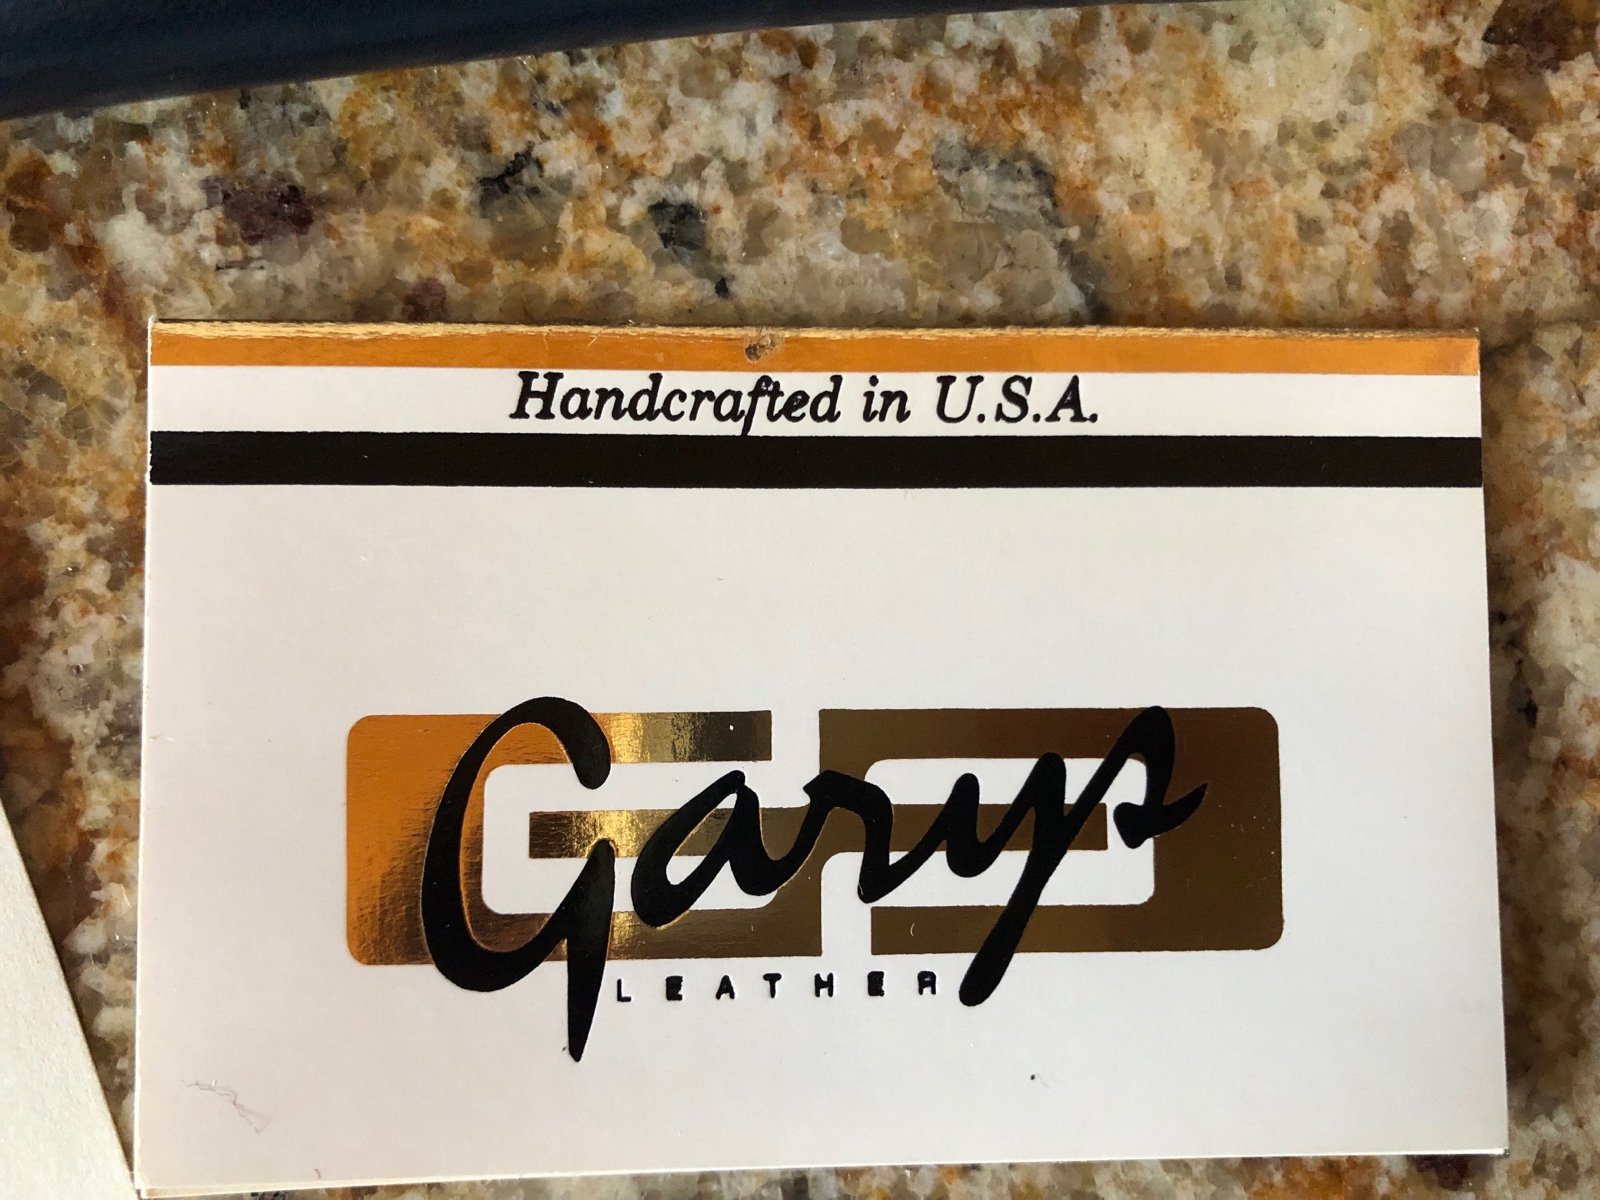 Handcrafted in U.S.A.
Garys
LEATHER